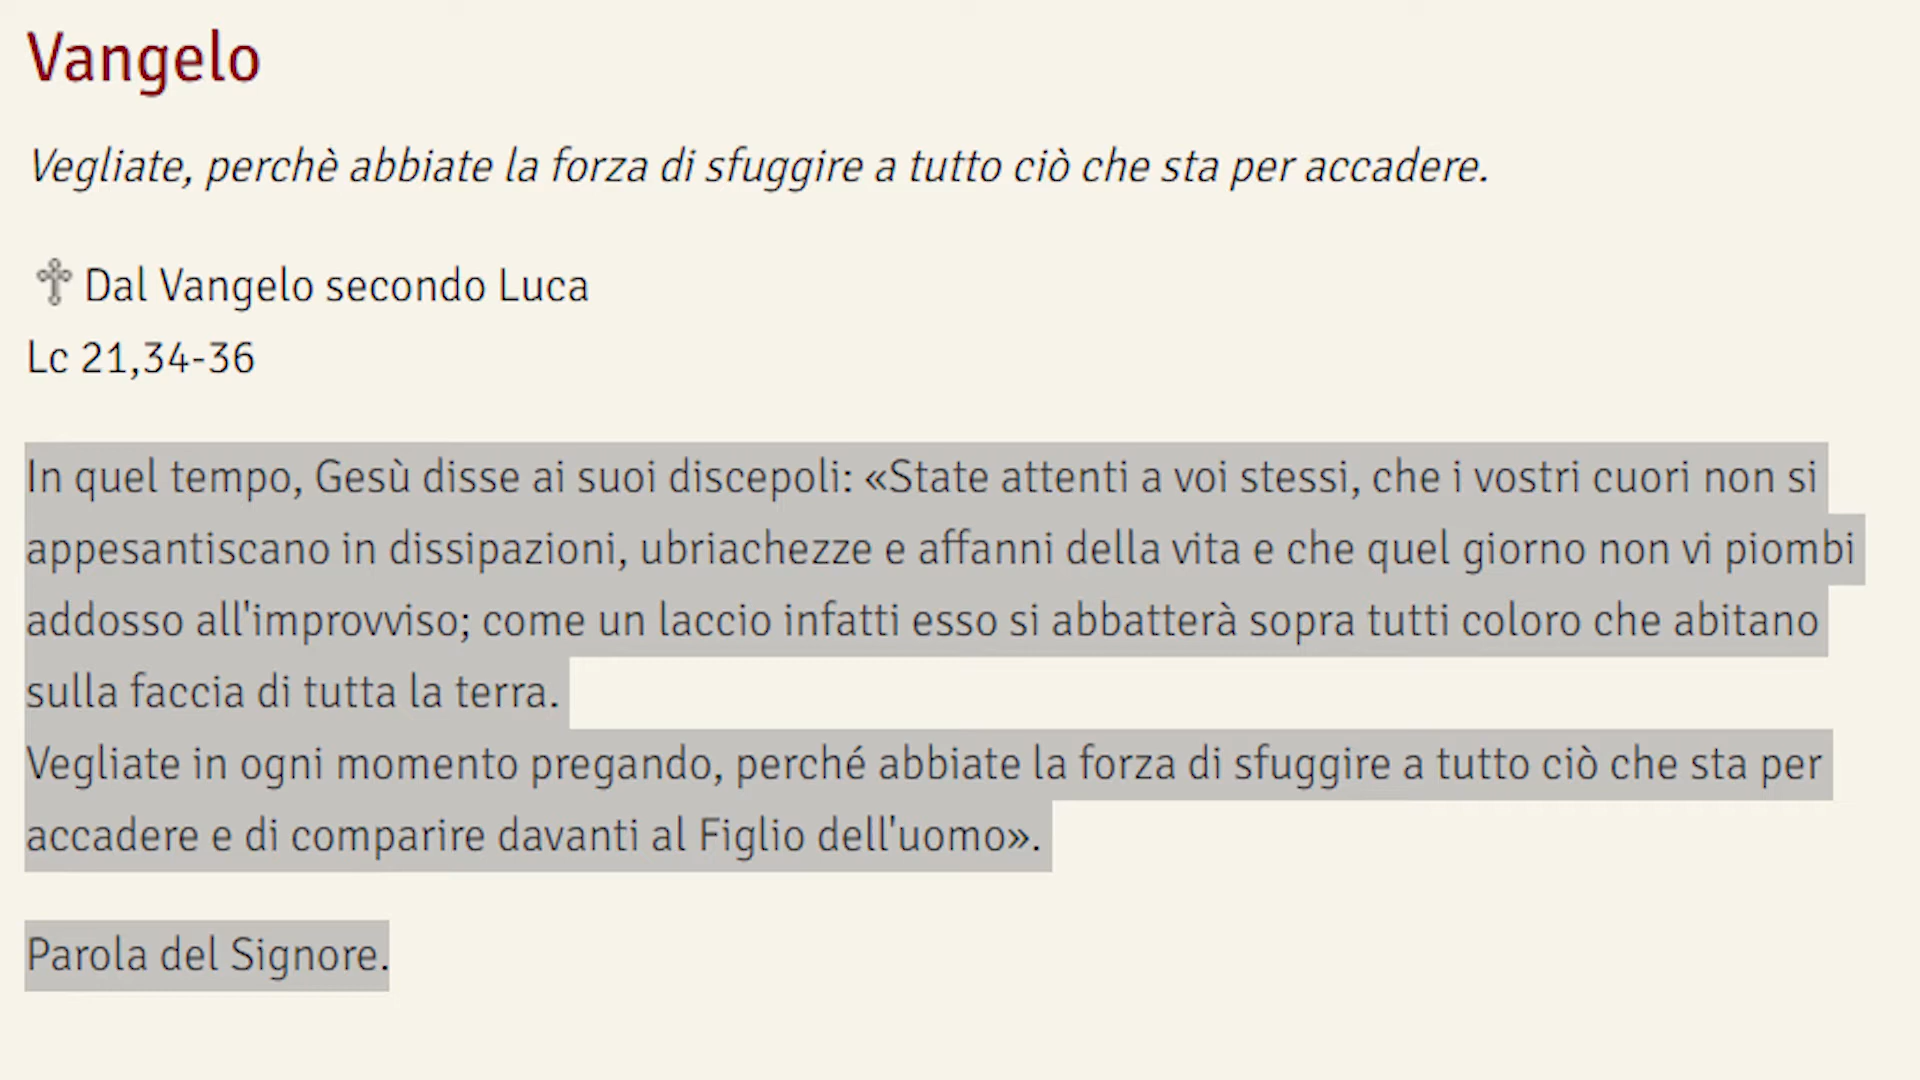 Vangelo
Vegliate, perchè abbiate la forza di sfuggire a tutto ciò che sta per accadere.
Dal Vangelo secondo Luca
Lc 21,34-36
In quel tempo, Gesù disse ai suoi discepoli: «State attenti a voi stessi, che i vostri cuori non si
appesantiscano in dissipazioni, ubriachezze e affanni della vita e che quel giorno non vi piombi
addosso all'improvviso; come un laccio infatti esso si abbatterà sopra tutti coloro che abitano
sulla faccia di tutta la terra.
Vegliate in ogni momento pregando, perché abbiate la forza di sfuggire a tutto ciò che sta per
accadere e di comparire davanti al Figlio dell'uomo».
Parola del Signore.